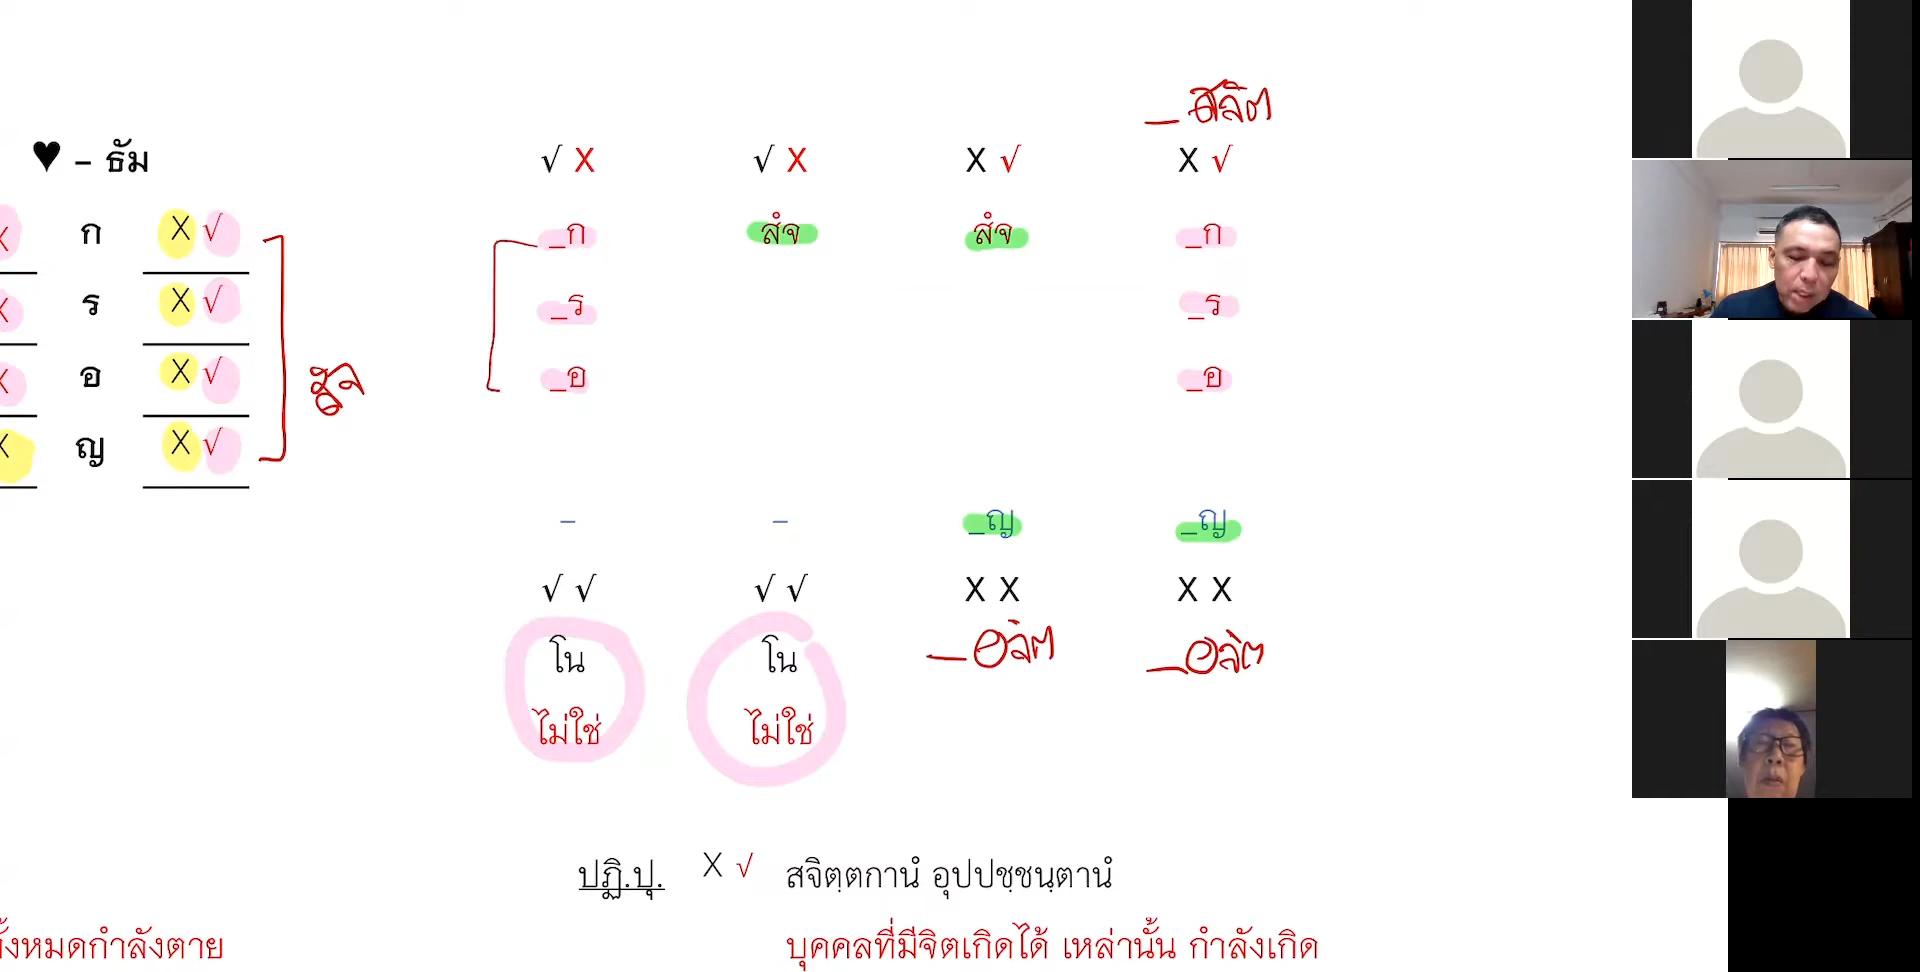 _สจิต
♥ – ธัม
√ X √ X X √ X √
X ก X √ _ก สํจ สํจ _ก
X ร X √ _ร _ร
X อ X √ _อ _อ
สจ
X ญ X √
– – _ญ _ญ
√ √ √ √ X X X X
โน โน _อจิต _อจิต
ไม่ใช่ ไม่ใช่
ปฏิ.ปุ. X √ สจิตฺตกานํ อุปปชฺชนฺตานํ
ั้งหมดกำลังตาย บุคคลที่มีจิตเกิดได้ เหล่านั้น กำลังเกิด